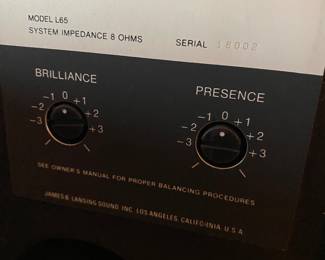 MODEL L65
SYSTEM IMPEDANCE 8 OHMS SERIAL 16002
BRILLIANCE
-3 -2 -1 0 +1 +2 +3
PRESENCE
-3 -2 -1 0 +1 +2 +3
SEE OWNER'S MANUAL FOR PROPER BALANCING PROCEDURES
JAMES B. LANSING SOUND, INC. LOS ANGELES, CALIFORNIA, U.S.A.